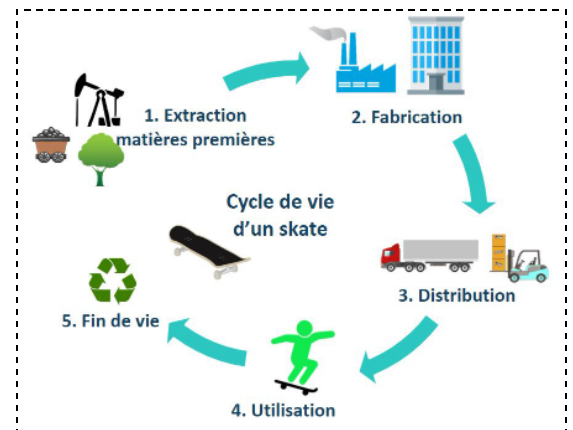 1. Extraction
matières premières
2. Fabrication
Cycle de vie
d'un skate
3. Distribution
4. Utilisation
5. Fin de vie